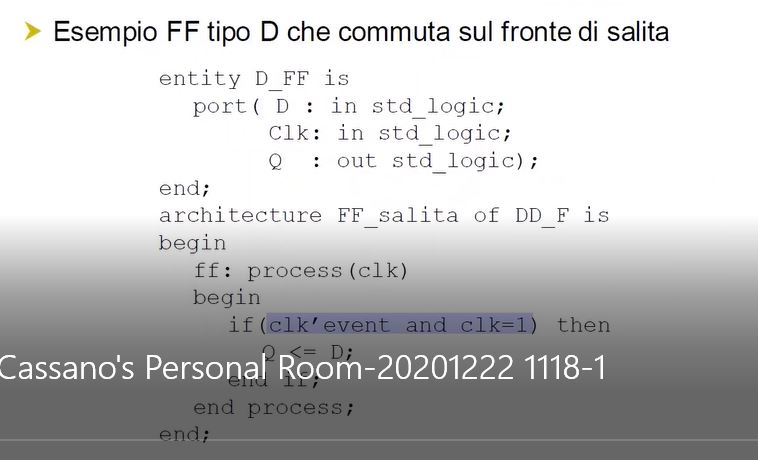 Esempio FF tipo D che commuta sul fronte di salita
entity D_FF is
port( D : in std_logic;
Clk: in std_logic;
Q : out std_logic);
end;
architecture FF_salita of DD_F is
begin
ff: process(clk)
begin
if(clk’event and clk=1) then
Q <= D;
Cassano's Personal Room-20201222 1118-1
end if;
end process;
end;